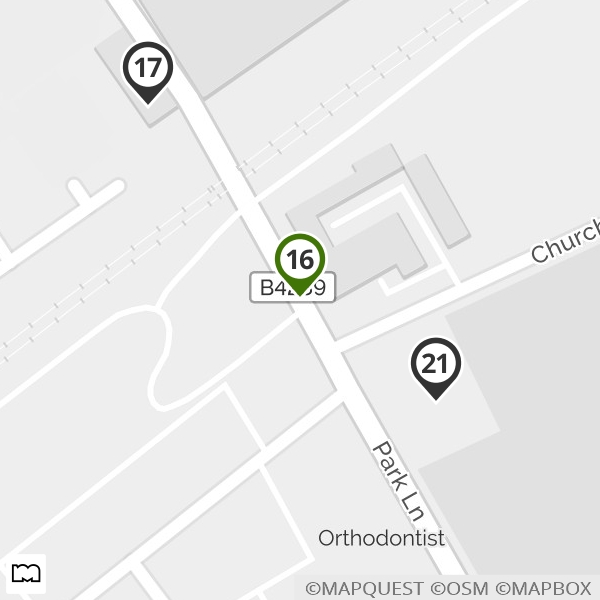 17
16
Church
21
Park Ln
Orthodontist
©MAPQUEST ©OSM ©MAPBOX